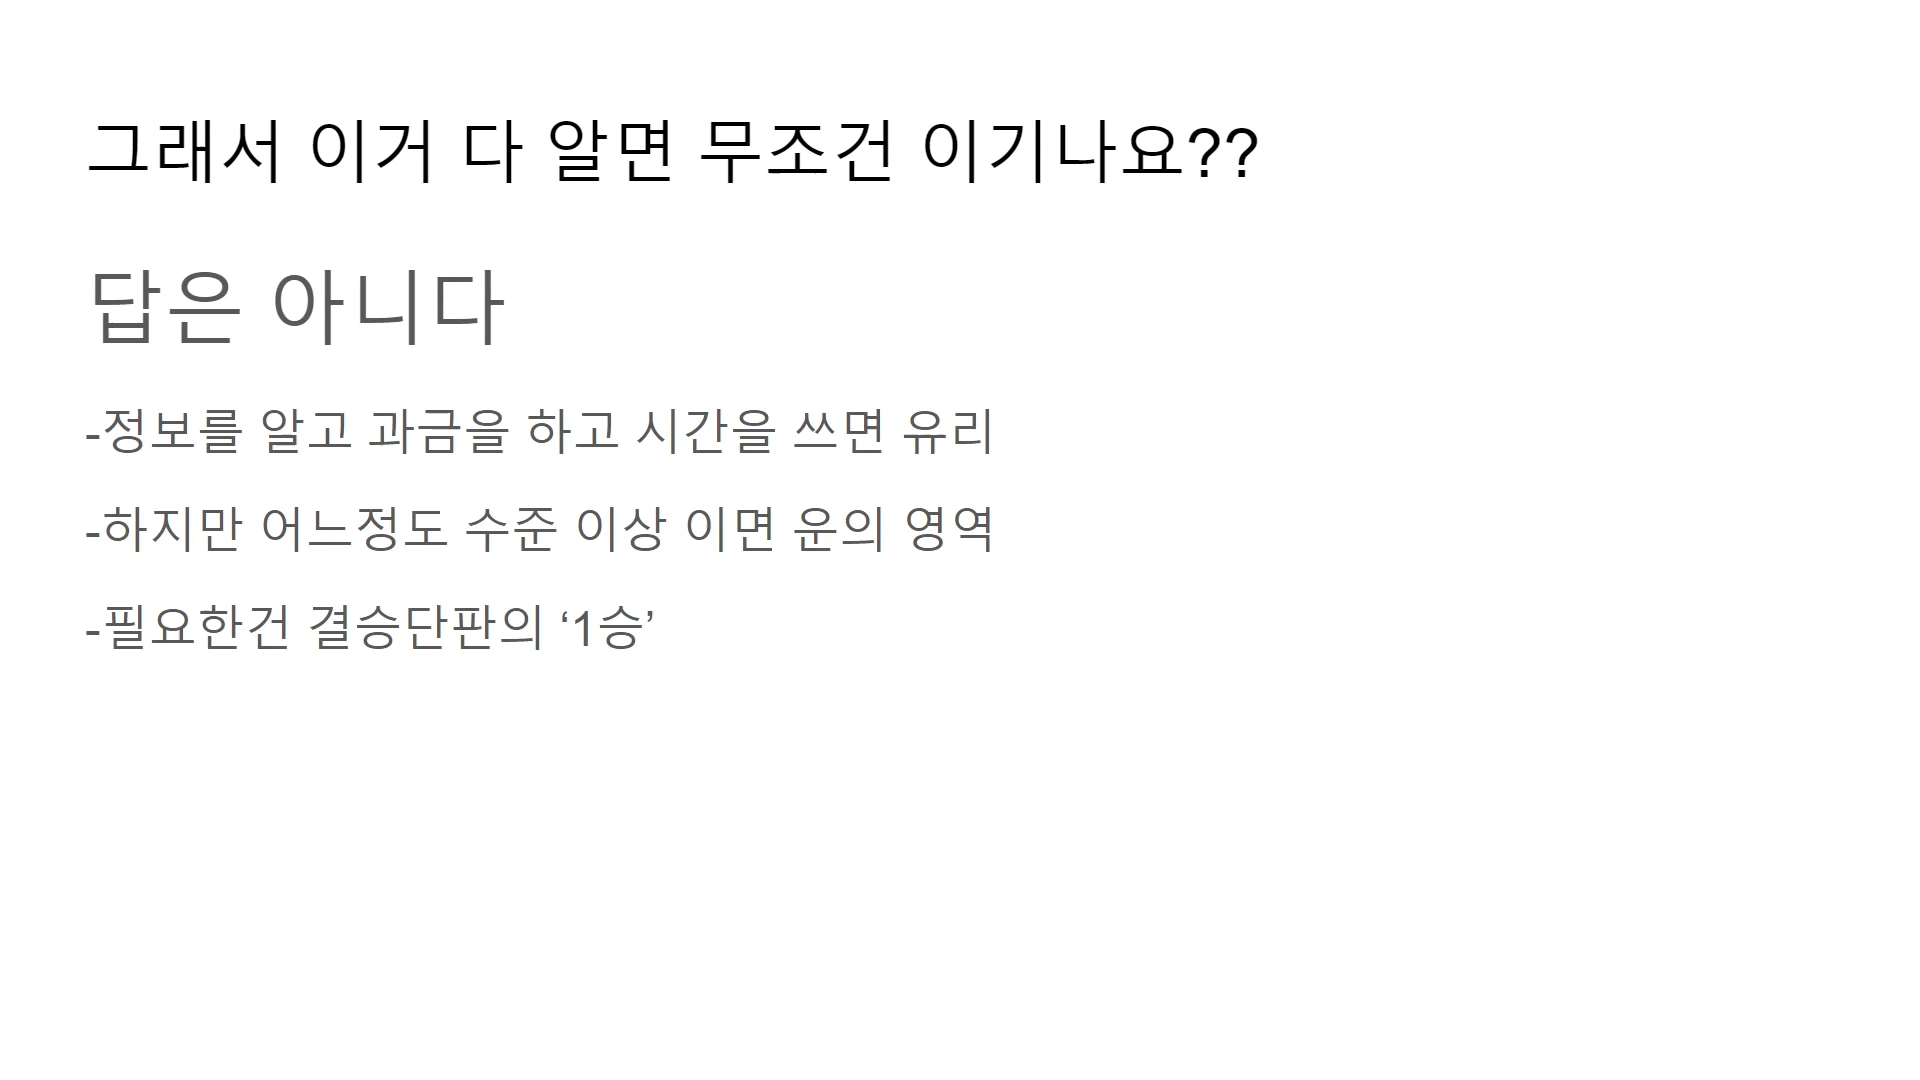 그래서 이거 다 알면 무조건 이기나요??
답은 아니다
-정보를 알고 과금을 하고 시간을 쓰면 유리
-하지만 어느정도 수준 이상 이면 운의 영역
-필요한건 결승단판의 ‘1승’